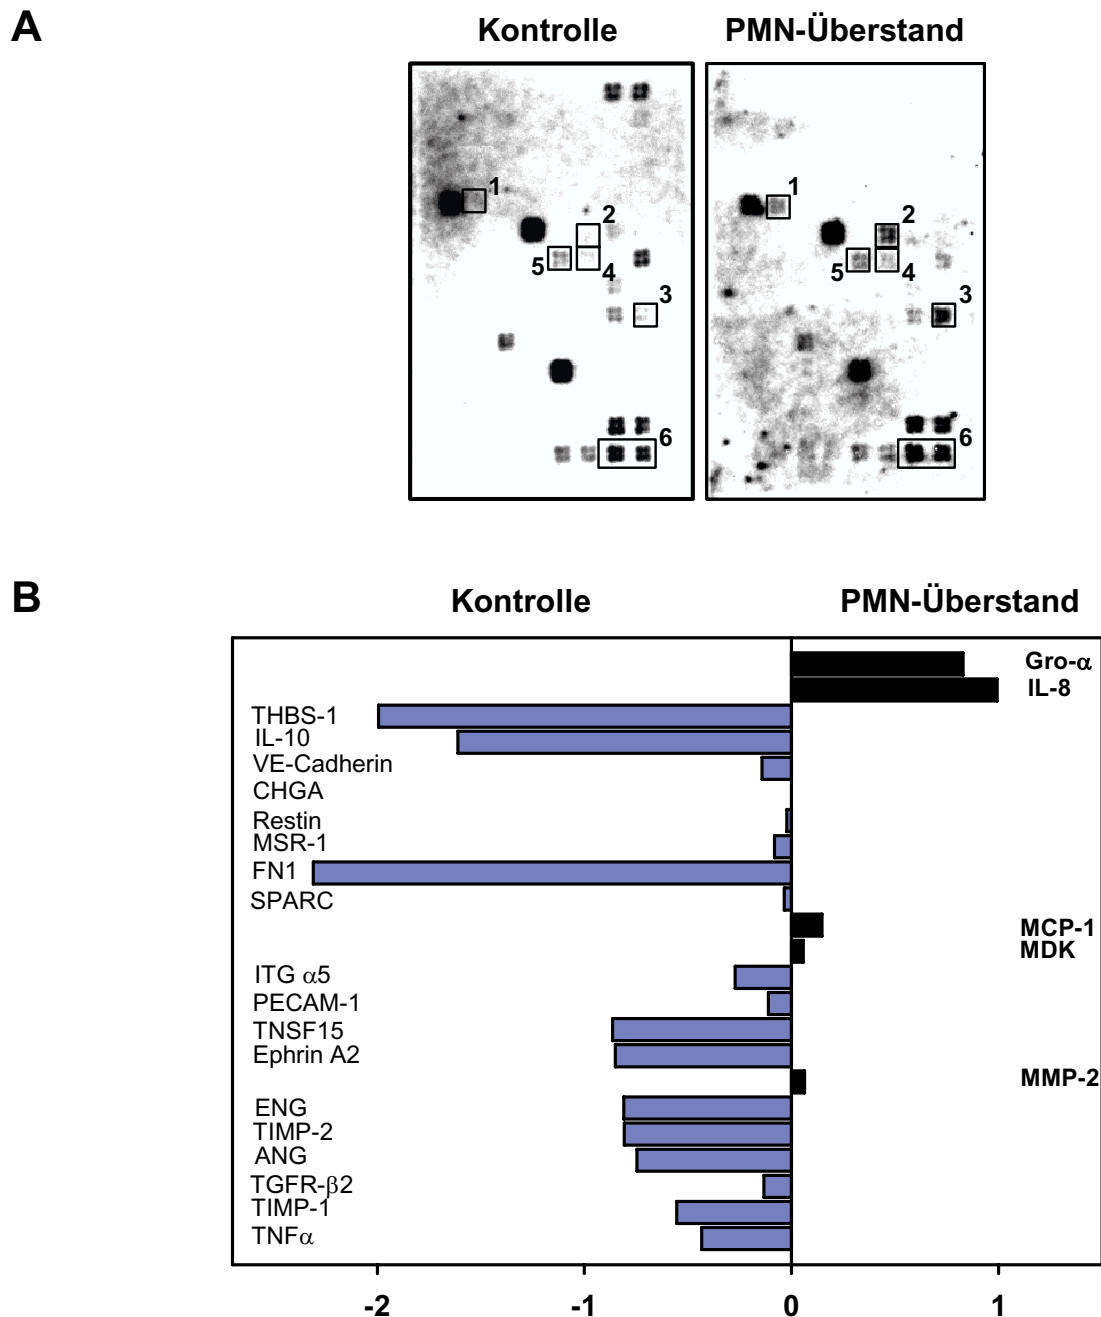 A
Kontrolle PMN-Überstand
1 1
2 2
5 4 5 4
3 3
6 6
B
Kontrolle PMN-Überstand
Gro-α
IL-8
THBS-1
IL-10
VE-Cadherin
CHGA
Restin
MSR-1
FN1
SPARC
MCP-1
MDK
ITG α5
PECAM-1
TNSF15
Ephrin A2
MMP-2
ENG
TIMP-2
ANG
TGFR-β2
TIMP-1
TNFα
-2 -1 0 1